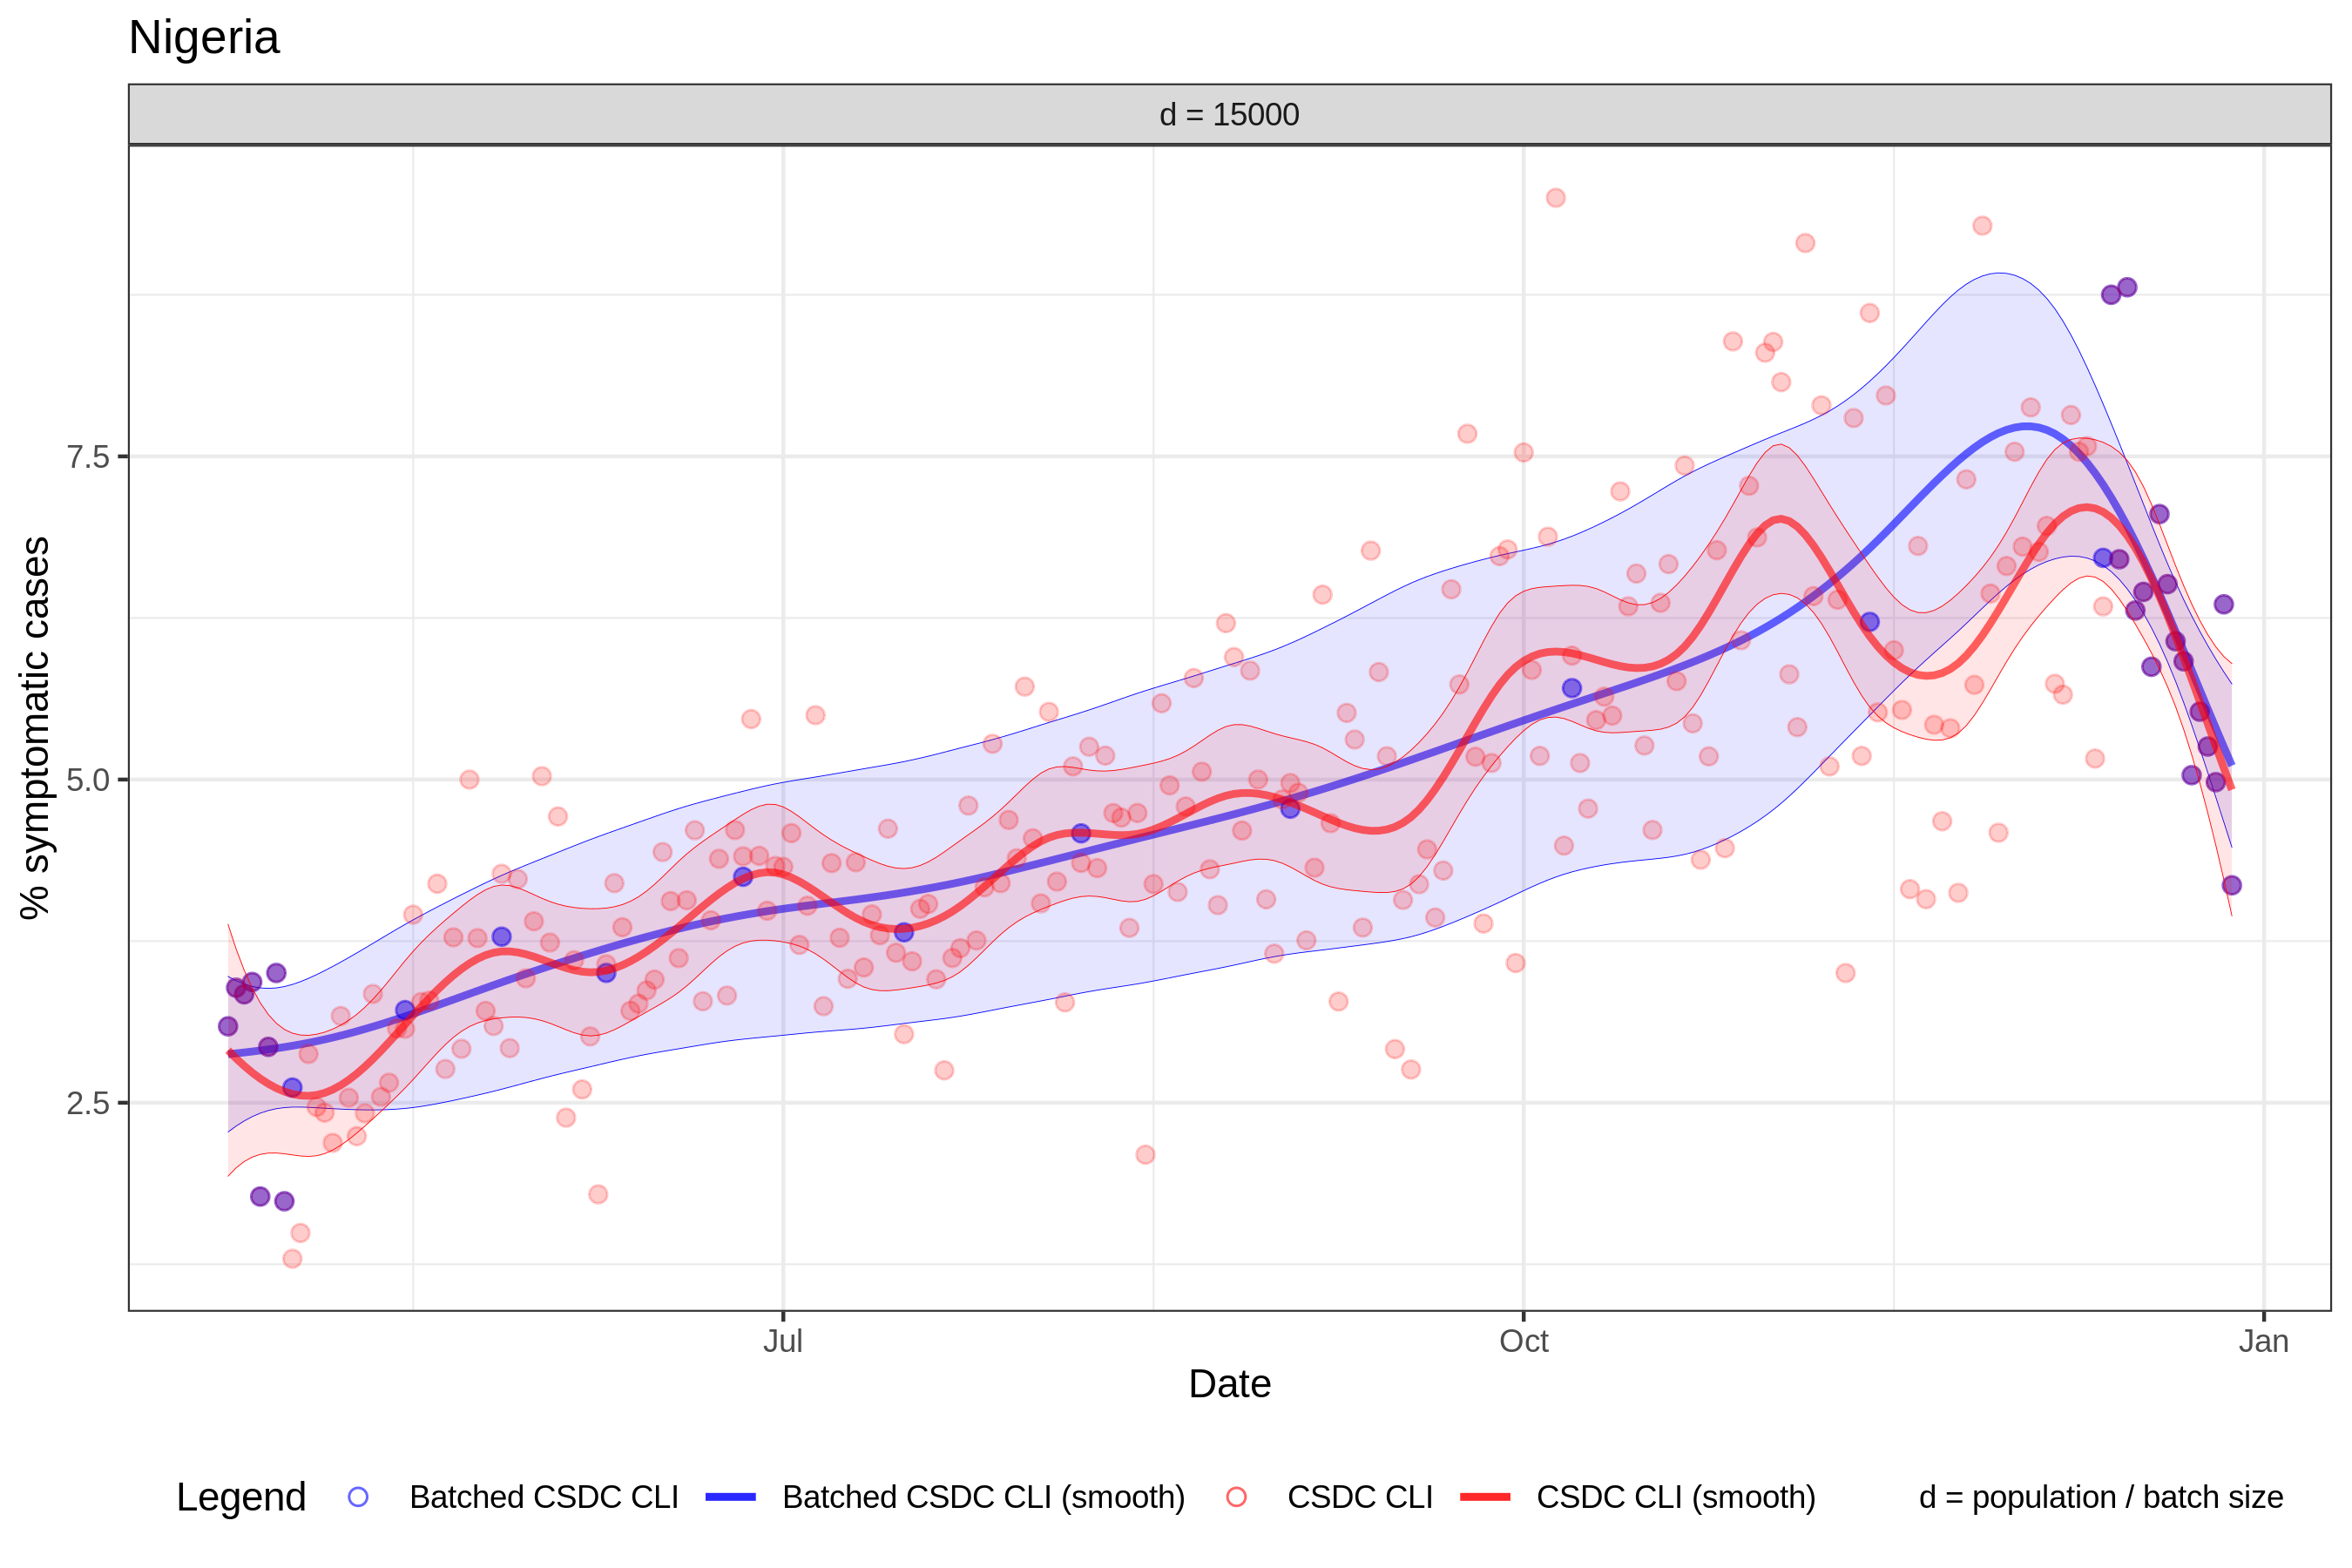 Nigeria
d = 15000
% symptomatic cases
7.5
5.0
2.5
Jul
Oct
Jan
Date
Legend
Batched CSDC CLI
Batched CSDC CLI (smooth)
CSDC CLI
CSDC CLI (smooth)
d = population / batch size